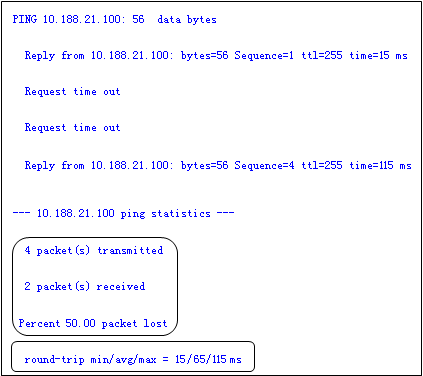 PING 10.188.21.100: 56 data bytes
Reply from 10.188.21.100: bytes=56 Sequence=1 ttl=255 time=15 ms
Request time out
Request time out
Reply from 10.188.21.100: bytes=56 Sequence=4 ttl=255 time=115 ms
--- 10.188.21.100 ping statistics ---
4 packet(s) transmitted
2 packet(s) received
Percent 50.00 packet lost
round-trip min/avg/max = 15/65/115 ms